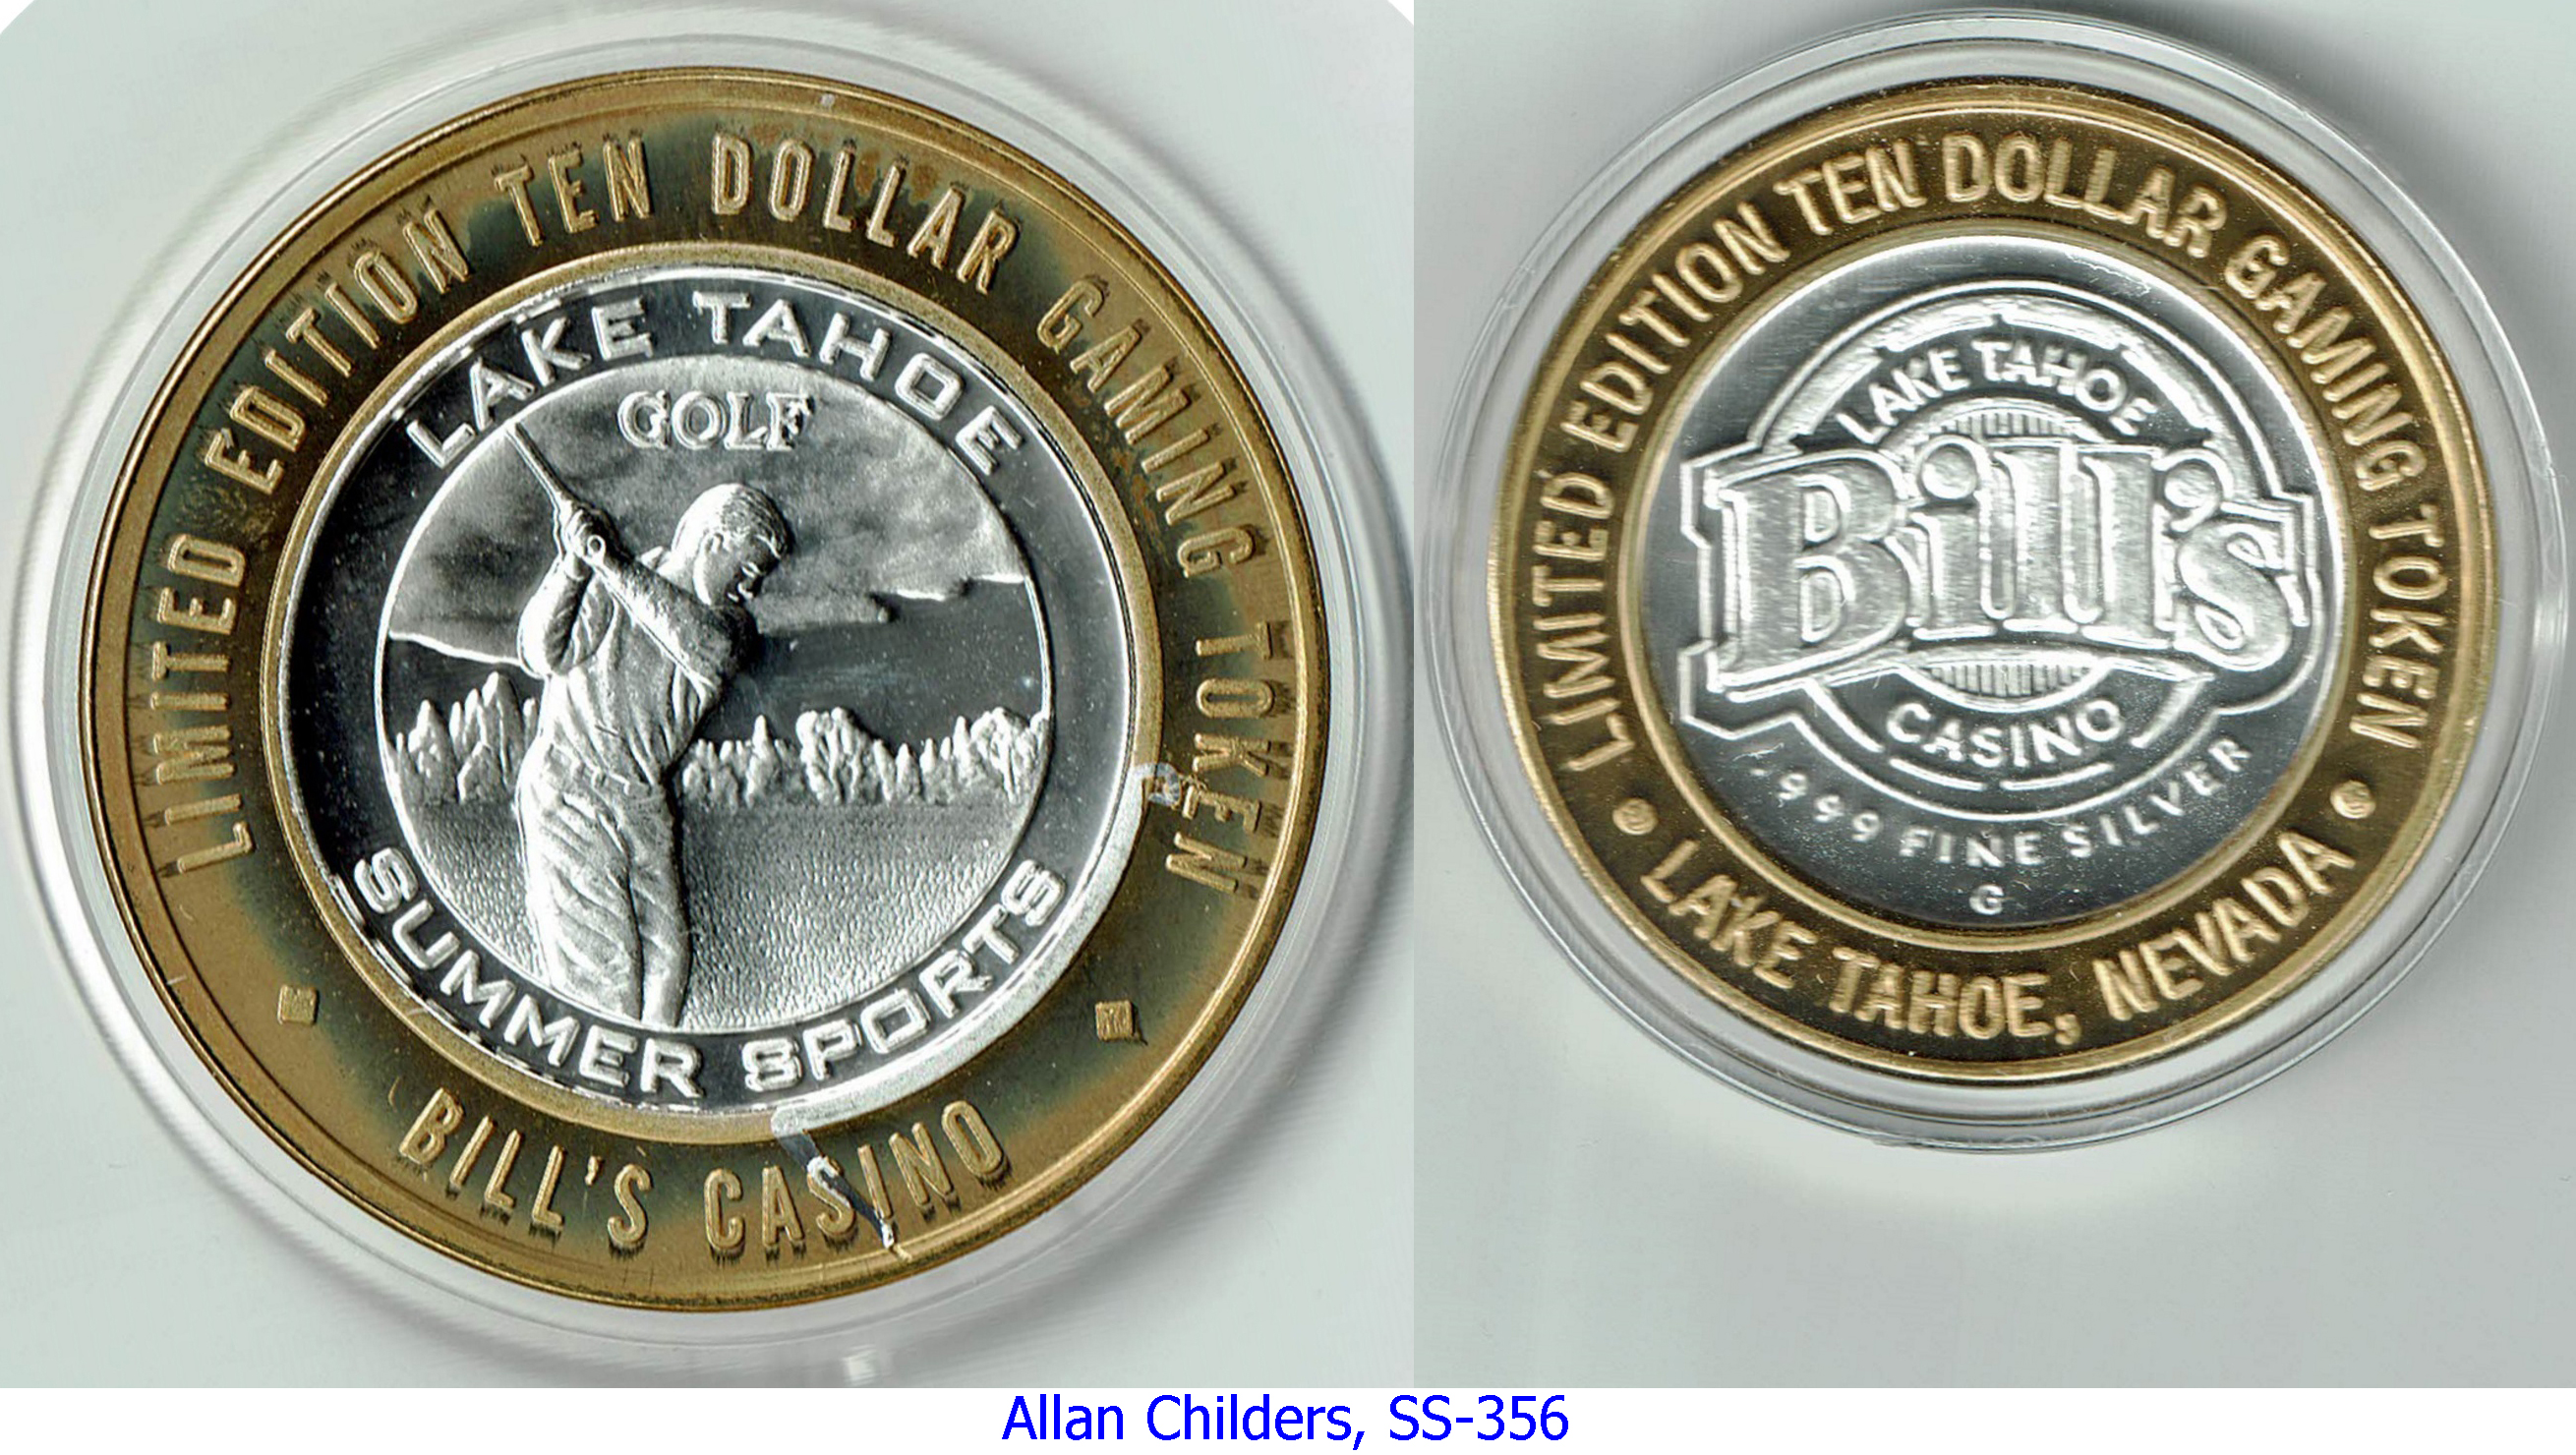 LIMITED EDITION TEN DOLLAR GAMING TOKEN
LAKE TAHOE
GOLF
SUMMER SPORTS
BILL'S CASINO
LIMITED EDITION TEN DOLLAR GAMING TOKEN
LAKE TAHOE
Bill's
CASINO
.999 FINE SILVER
G
LAKE TAHOE, NEVADA
Allan Childers, SS-356